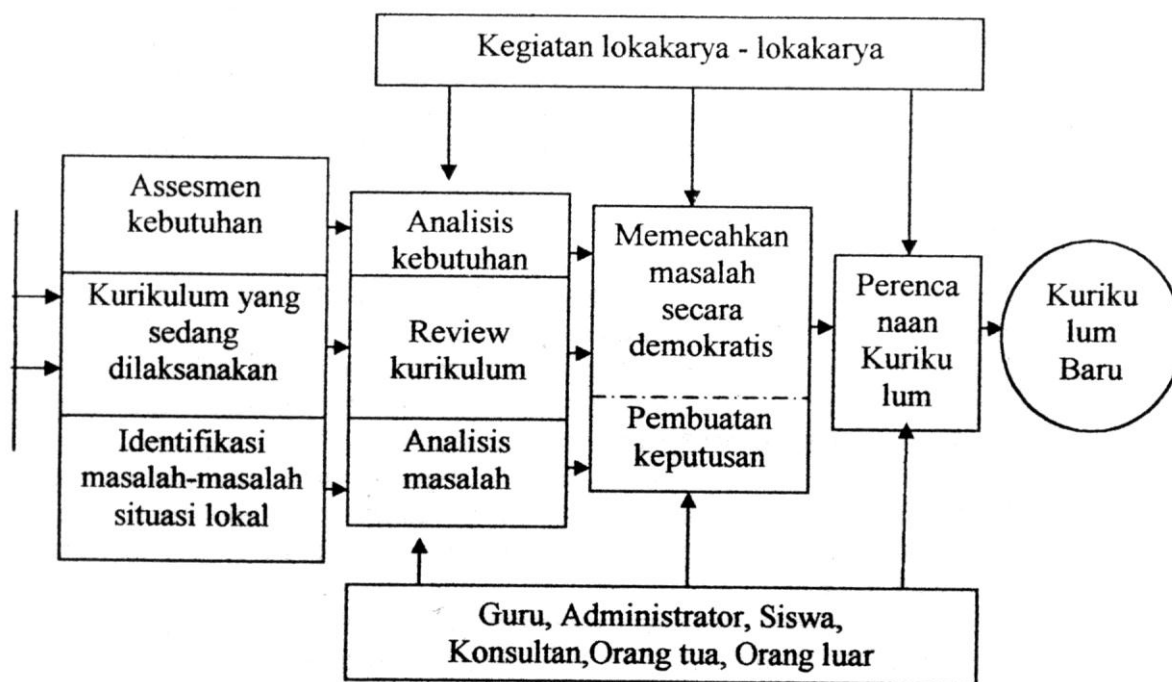 Kegiatan lokakarya - lokakarya
Assesmen
kebutuhan
Kurikulum yang
sedang
dilaksanakan
Identifikasi
masalah-masalah
situasi lokal
Analisis
kebutuhan
Review
kurikulum
Analisis
masalah
Memecahkan
masalah
secara
demokratis
Pembuatan
keputusan
Perenca
naan
Kuriku
lum
Kuriku
lum
Baru
Guru, Administrator, Siswa,
Konsultan,Orang tua, Orang luar